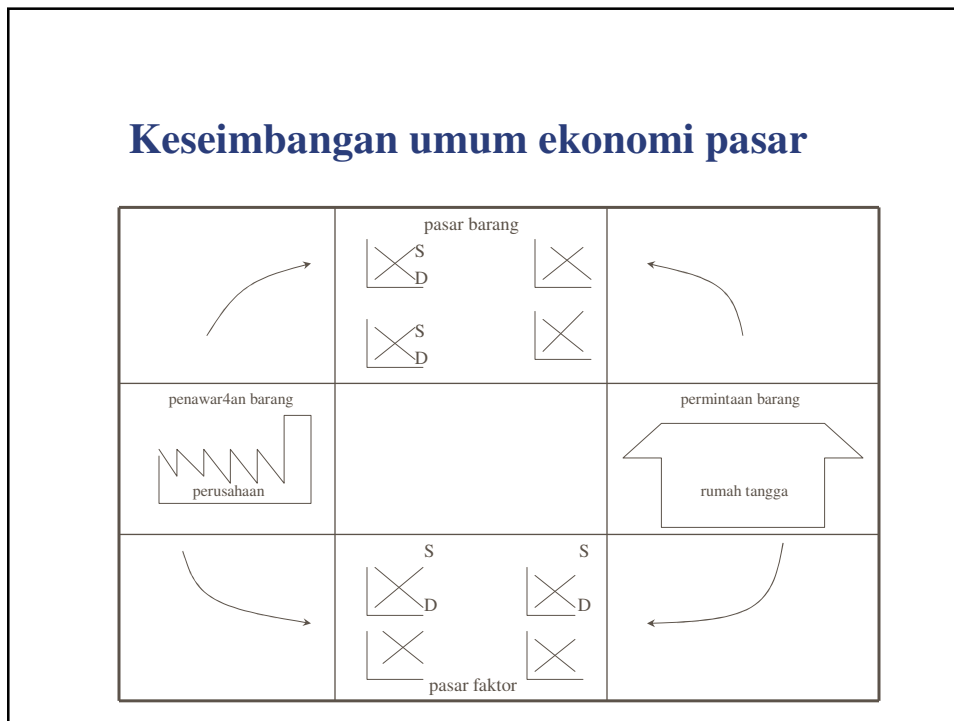 Keseimbangan umum ekonomi pasar
pasar barang
S
D
S
D
penawar4an barang
permintaan barang
perusahaan
rumah tangga
S S
D D
pasar faktor